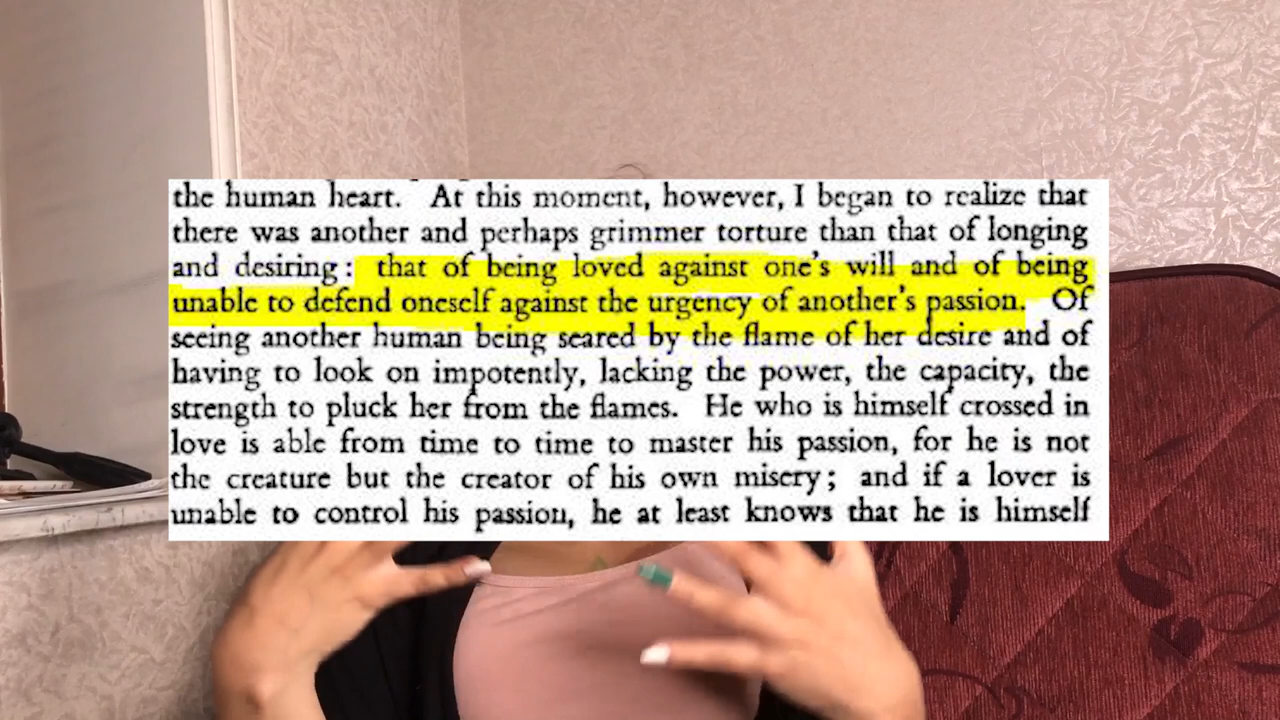 the human heart. At this moment, however, I began to realize that
there was another and perhaps grimmer torture than that of longing
and desiring: that of being loved against one's will and of being
unable to defend oneself against the urgency of another's passion. Of
seeing another human being seared by the flame of her desire and of
having to look on impotently, lacking the power, the capacity, the
strength to pluck her from the flames. He who is himself crossed in
love is able from time to time to master his passion, for he is not
the creature but the creator of his own misery; and if a lover is
unable to control his passion, he at least knows that he is himself